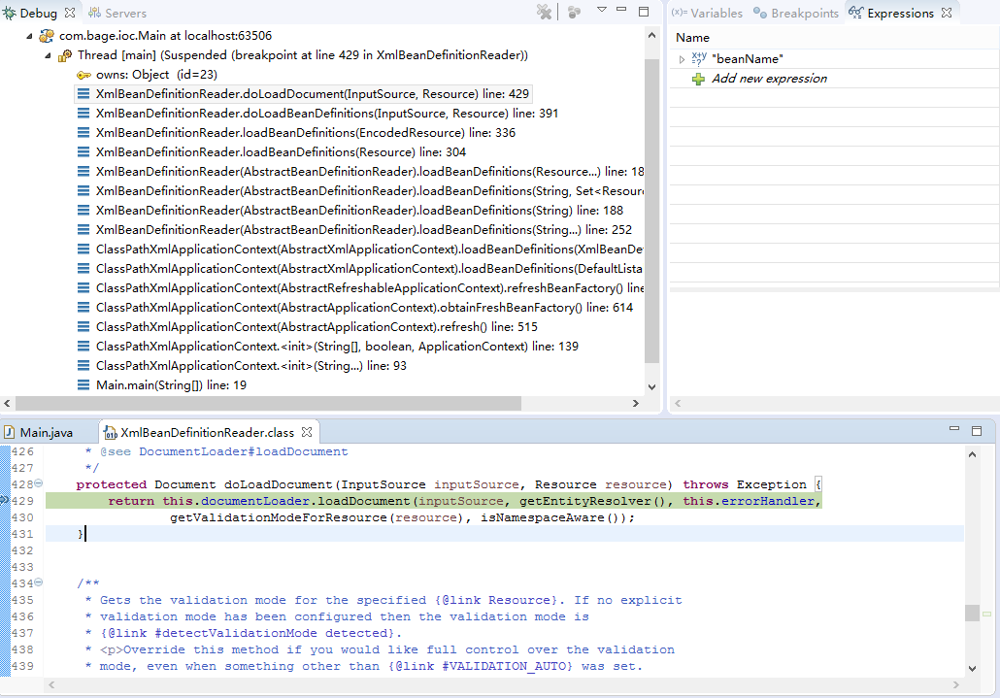 Debug
Servers
com.bage.ioc.Main at localhost:63506
Thread [main] (Suspended (breakpoint at line 429 in XmlBeanDefinitionReader))
owns: Object  (id=23)
XmlBeanDefinitionReader.doLoadDocument(InputSource, Resource) line: 429
XmlBeanDefinitionReader.doLoadBeanDefinitions(InputSource, Resource) line: 391
XmlBeanDefinitionReader.loadBeanDefinitions(EncodedResource) line: 336
XmlBeanDefinitionReader.loadBeanDefinitions(Resource) line: 304
XmlBeanDefinitionReader(AbstractBeanDefinitionReader).loadBeanDefinitions(Resource...) line: 18
XmlBeanDefinitionReader(AbstractBeanDefinitionReader).loadBeanDefinitions(String, Set<Resour
XmlBeanDefinitionReader(AbstractBeanDefinitionReader).loadBeanDefinitions(String) line: 188
XmlBeanDefinitionReader(AbstractBeanDefinitionReader).loadBeanDefinitions(String...) line: 252
ClassPathXmlApplicationContext(AbstractXmlApplicationContext).loadBeanDefinitions(XmlBeanDe
ClassPathXmlApplicationContext(AbstractXmlApplicationContext).loadBeanDefinitions(DefaultLista
ClassPathXmlApplicationContext(AbstractRefreshableApplicationContext).refreshBeanFactory() line
ClassPathXmlApplicationContext(AbstractApplicationContext).obtainFreshBeanFactory() line: 614
ClassPathXmlApplicationContext(AbstractApplicationContext).refresh() line: 515
ClassPathXmlApplicationContext.<init>(String[], boolean, ApplicationContext) line: 139
ClassPathXmlApplicationContext.<init>(String...) line: 93
Main.main(String[]) line: 19
(x)= Variables
Breakpoints
Expressions
Name
"beanName"
Add new expression
Main.java
XmlBeanDefinitionReader.class
426 * @see DocumentLoader#loadDocument
427 */
428 protected Document doLoadDocument(InputSource inputSource, Resource resource) throws Exception {
429 return this.documentLoader.loadDocument(inputSource, getEntityResolver(), this.errorHandler,
430 getValidationModeForResource(resource), isNamespaceAware());
431 }
432
433
434 /**
435 * Gets the validation mode for the specified {@link Resource}. If no explicit
436 * validation mode has been configured then the validation mode is
437 * {@link #detectValidationMode detected}.
438 * <p>Override this method if you would like full control over the validation
439 * mode, even when something other than {@link #VALIDATION_AUTO} was set.